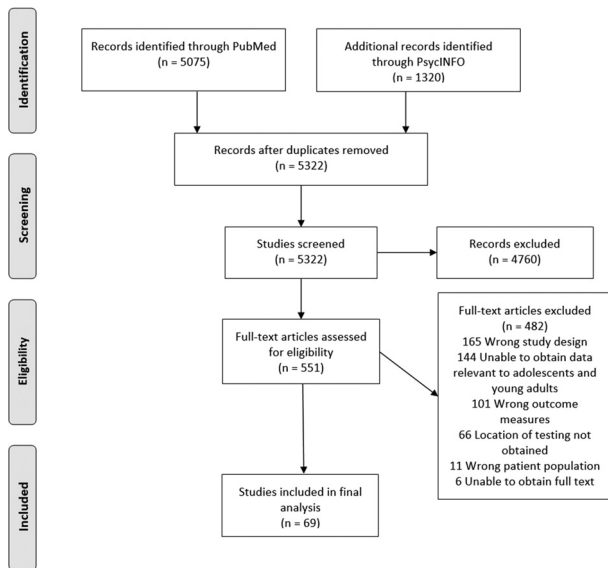 Identification
Records identified through PubMed
(n = 5075)
Additional records identified
through PsycINFO
(n = 1320)
Records after duplicates removed
(n = 5322)
Screening
Studies screened
(n = 5322)
Records excluded
(n = 4760)
Eligibility
Full-text articles assessed
for eligibility
(n = 551)
Full-text articles excluded
(n = 482)
165 Wrong study design
144 Unable to obtain data
relevant to adolescents and
young adults
101 Wrong outcome
measures
66 Location of testing not
obtained
11 Wrong patient population
6 Unable to obtain full text
Included
Studies included in final
analysis
(n = 69)